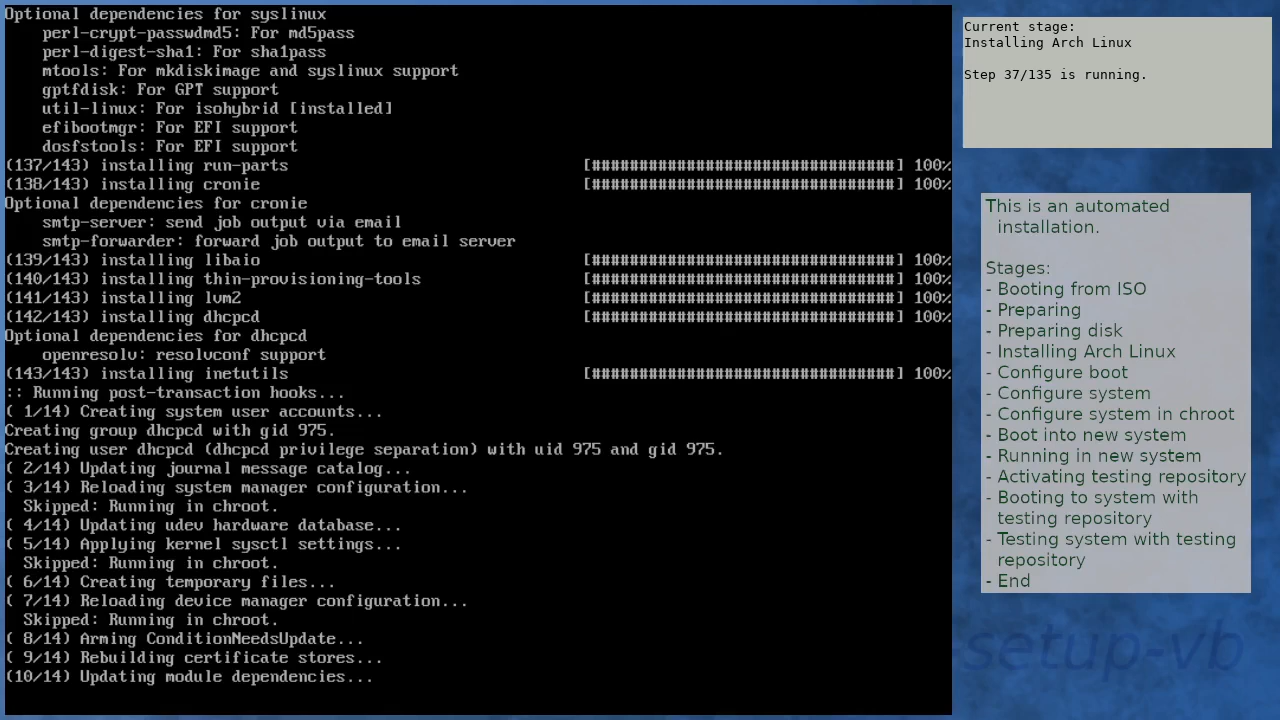 Optional dependencies for syslinux
perl-crypt-passwdmd5: For md5pass
perl-digest-sha1: For sha1pass
mtools: For mkdiskimage and syslinux support
gptfdisk: For GPT support
util-linux: For isohybrid [installed]
efibootmgr: For EFI support
dosfstools: For EFI support
(137/143) installing run-parts [################################] 100%
(138/143) installing cronie [################################] 100%
Optional dependencies for cronie
smtp-server: send job output via email
smtp-forwarder: forward job output to email server
(139/143) installing libaio [################################] 100%
(140/143) installing thin-provisioning-tools [################################] 100%
(141/143) installing lvm2 [################################] 100%
(142/143) installing dhcpcd [################################] 100%
Optional dependencies for dhcpcd
openresolv: resolvconf support
(143/143) installing inetutils [################################] 100%
:: Running post-transaction hooks...
( 1/14) Creating system user accounts...
Creating group dhcpcd with gid 975.
Creating user dhcpcd (dhcpcd privilege separation) with uid 975 and gid 975.
( 2/14) Updating journal message catalog...
( 3/14) Reloading system manager configuration...
Skipped: Running in chroot.
( 4/14) Updating udev hardware database...
( 5/14) Applying kernel sysctl settings...
Skipped: Running in chroot.
( 6/14) Creating temporary files...
( 7/14) Reloading device manager configuration...
Skipped: Running in chroot.
( 8/14) Arming ConditionNeedsUpdate...
( 9/14) Rebuilding certificate stores...
(10/14) Updating module dependencies...
Current stage:
Installing Arch Linux
Step 37/135 is running.
This is an automated
installation.
Stages:
- Booting from ISO
- Preparing
- Preparing disk
- Installing Arch Linux
- Configure boot
- Configure system
- Configure system in chroot
- Boot into new system
- Running in new system
- Activating testing repository
- Booting to system with
testing repository
- Testing system with testing
repository
- End
-setup-vb